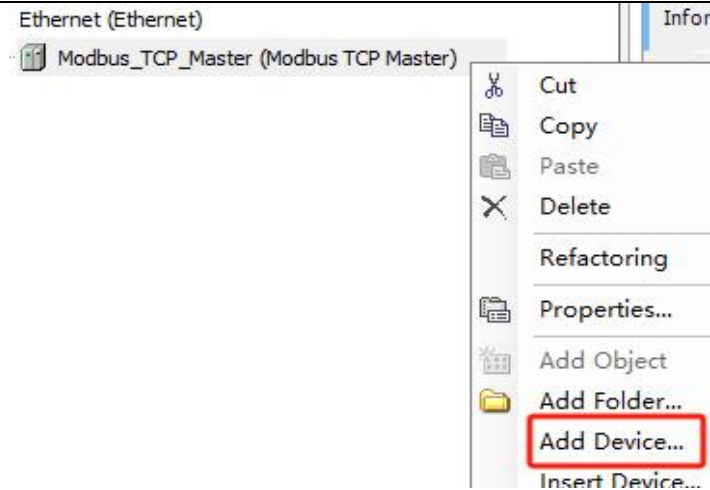 Ethernet (Ethernet)
Infor
Modbus_TCP_Master (Modbus TCP Master)
Cut
Copy
Paste
Delete
Refactoring
Properties...
Add Object
Add Folder...
Add Device...
Insert Device...